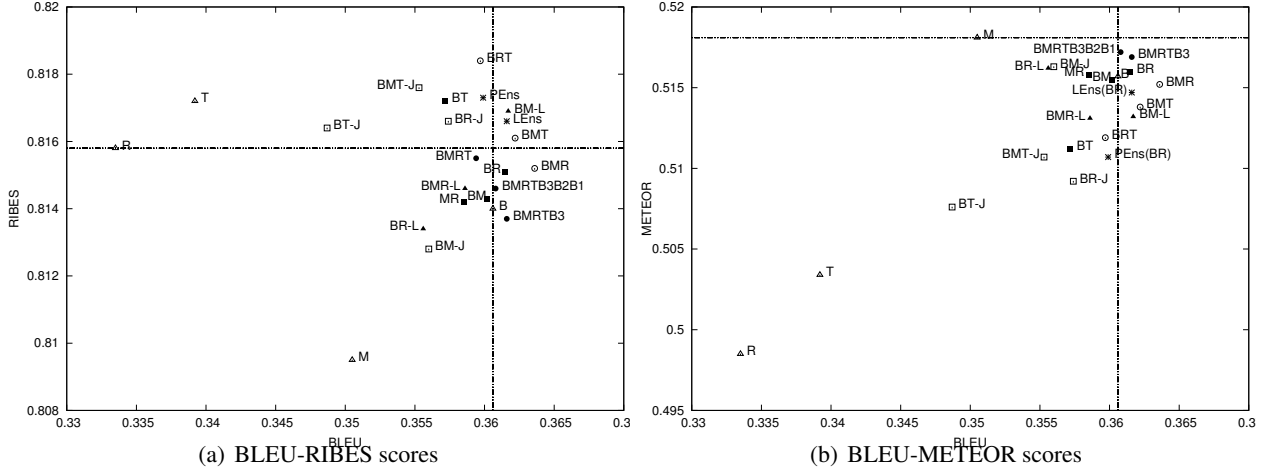 0.82
0.818
0.816
0.814
0.812
0.81
0.808
RIBES
0.33
0.335
0.34
0.345
0.35
0.355
0.36
0.365
0.3
BLEU
BRT
BMT-J
PEns
T
BT
BM-L
BR-J
LEns
BT-J
BMT
R
BMRT
BMR
BR
BMR-L
BMRTB3B2B1
BM
MR
B
BMRTB3
BR-L
BM-J
M
(a) BLEU-RIBES scores
0.52
0.515
0.51
0.505
0.5
0.495
METEOR
0.33
0.335
0.34
0.345
0.35
0.355
0.36
0.365
0.3
BLEU
M
BMRTB3B2B1
BMRTB3
BR-L
BM-J
MR
BM
B
BR
LEns(BR)
BMR
BMT
BMR-L
BM-L
BRT
BT
BMT-J
PEns(BR)
BR-J
BT-J
T
R
(b) BLEU-METEOR scores